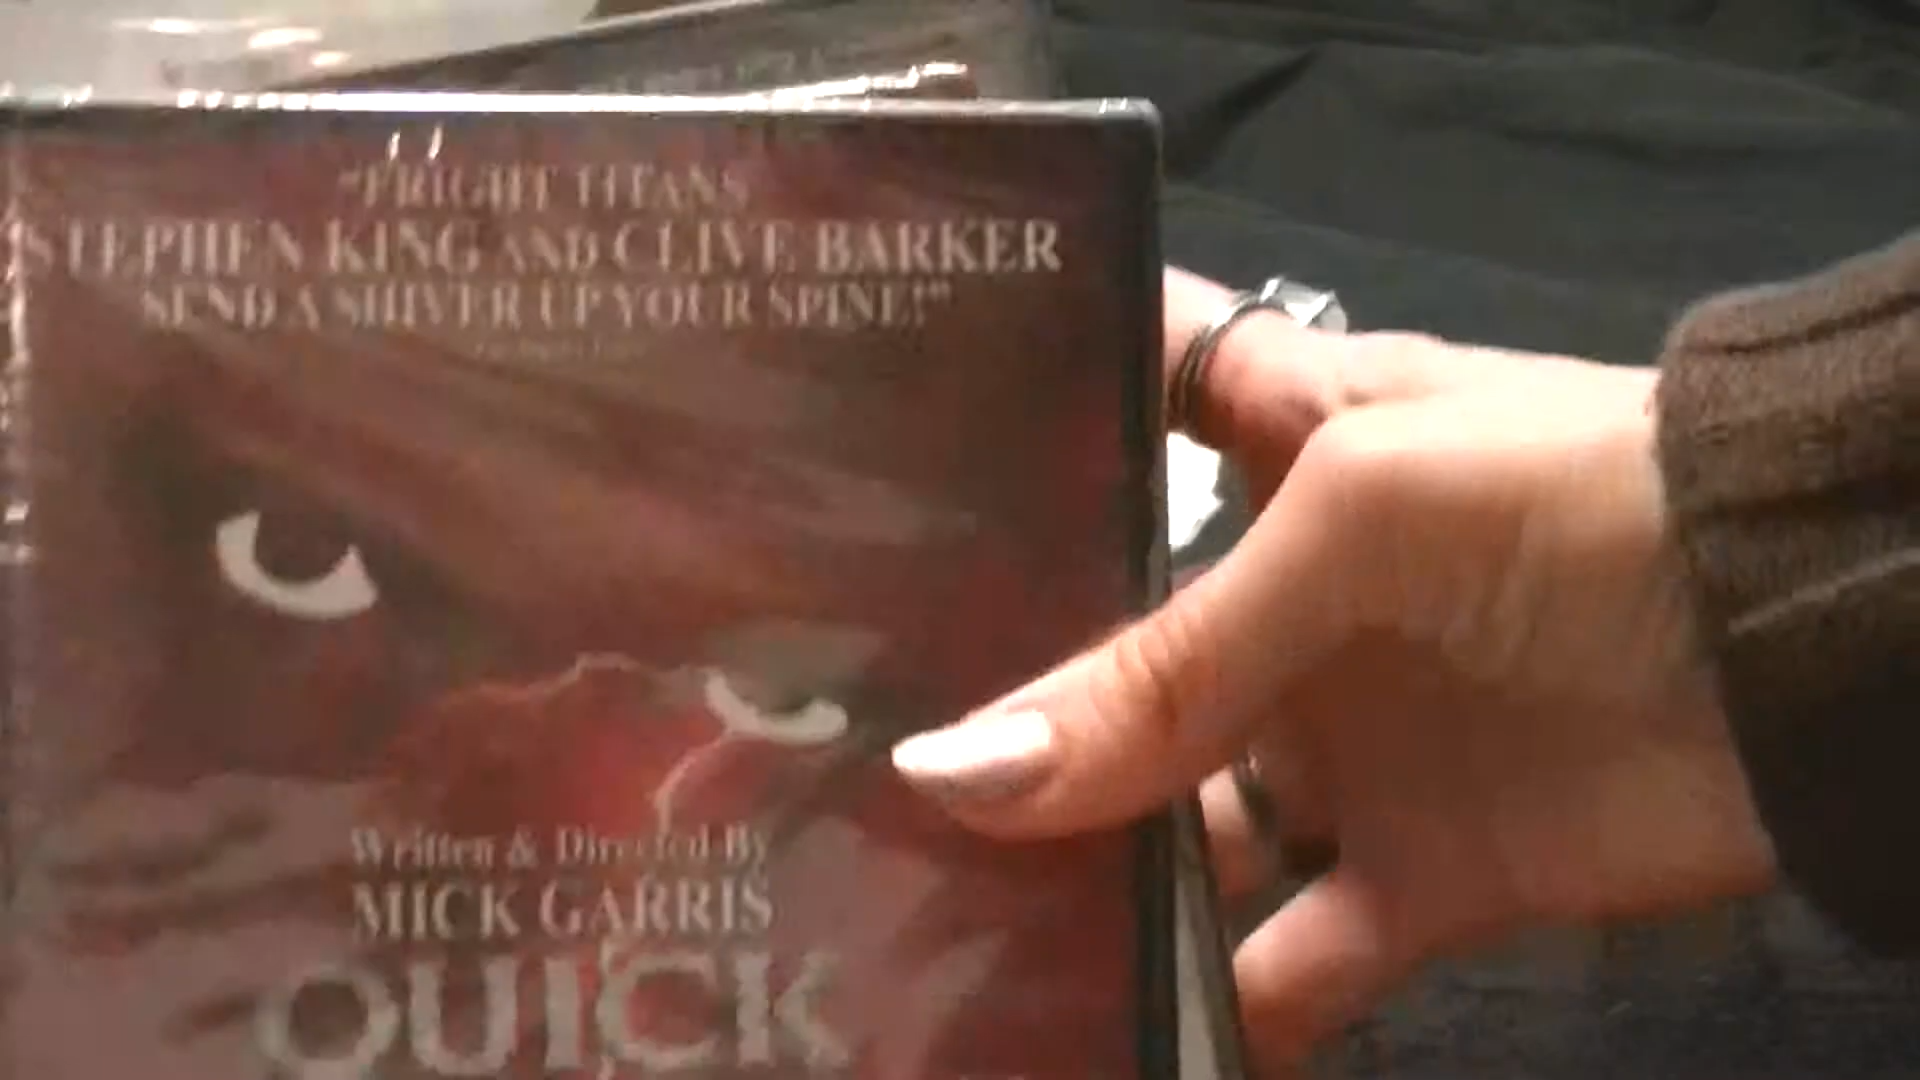 "FRIGHT TITANS
STEPHEN KING AND CLIVE BARKER
SEND A SHIVER UP YOUR SPINE!"
Written & Directed By
MICK GARRIS
QUICK